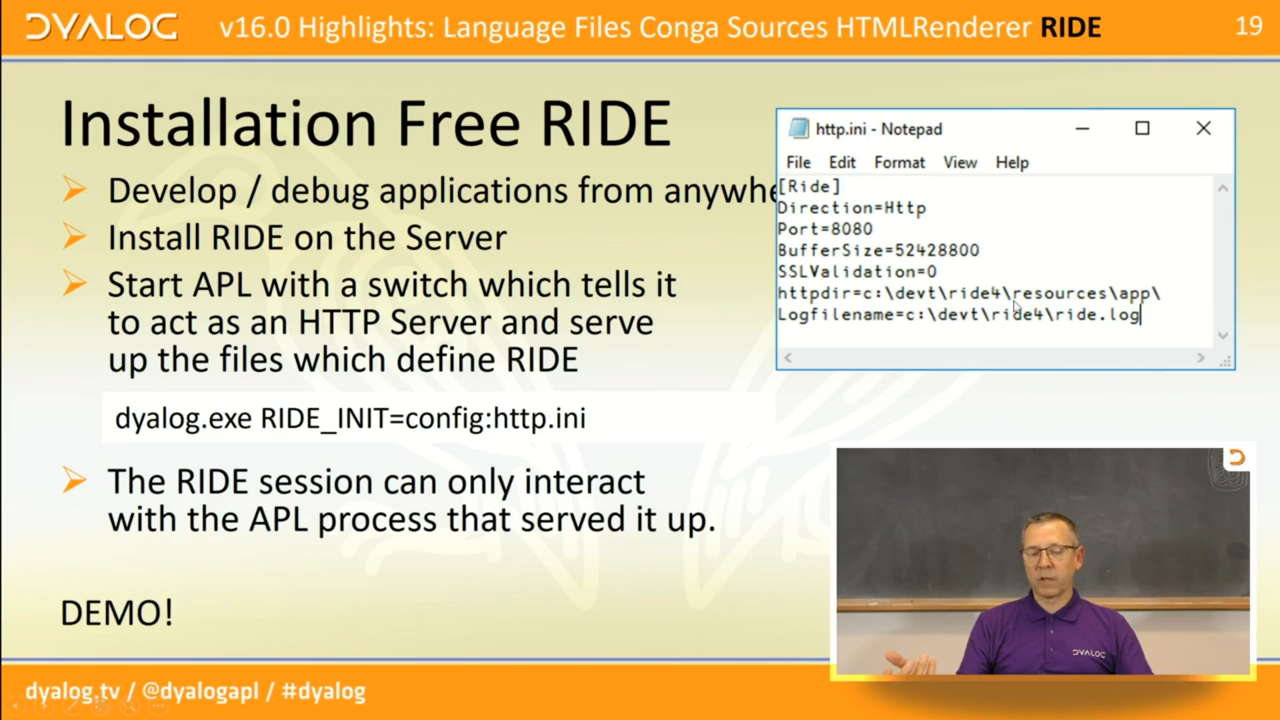 DYALOG
v16.0 Highlights: Language Files Conga Sources HTMLRenderer RIDE
19
Installation Free RIDE
Develop / debug applications from anywhe
Install RIDE on the Server
Start APL with a switch which tells it
to act as an HTTP Server and serve
up the files which define RIDE
dyalog.exe RIDE_INIT=config:http.ini
The RIDE session can only interact
with the APL process that served it up.
DEMO!
http.ini - Notepad
File Edit Format View Help
[Ride]
Direction=Http
Port=8080
BufferSize=52428800
SSLValidation=0
httpdir=c:\devt\ride4\resources\app\
Logfilename=c:\devt\ride4\ride.log
DYALOG
dyalog.tv / @dyalogapl / #dyalog